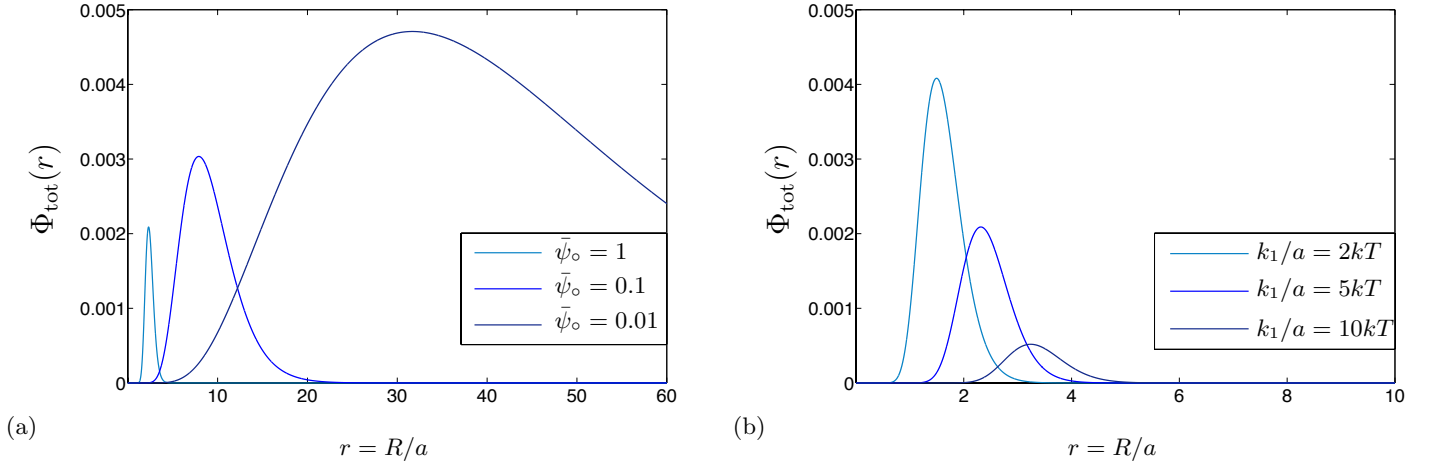 0.005
0.004
0.003
0.002
0.001
0
Φ_tot(r)
10
20
30
40
50
60
r = R/a
ψ̄_∘ = 1
ψ̄_∘ = 0.1
ψ̄_∘ = 0.01
(a)
0.005
0.004
0.003
0.002
0.001
0
Φ_tot(r)
2
4
6
8
10
r = R/a
k₁/a = 2kT
k₁/a = 5kT
k₁/a = 10kT
(b)